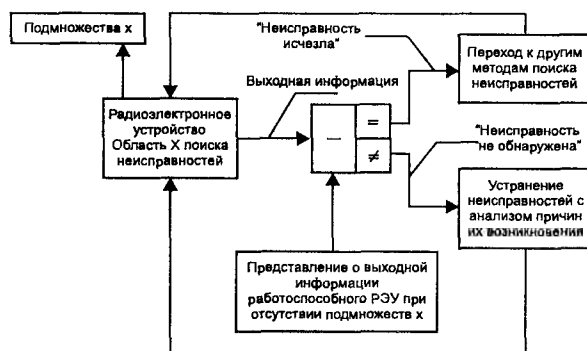 Подмножества х
"Неисправность
исчезла"
Переход к другим
методам поиска
неисправностей
Выходная информация
Радиоэлектронное
устройство
Область Х поиска
неисправностей
—
=
≠
"Неисправность
не обнаружена"
Устранение
неисправностей с
анализом причин
их возникновения
Представление о выходной
информации
работоспособного РЭУ при
отсутствии подмножеств х